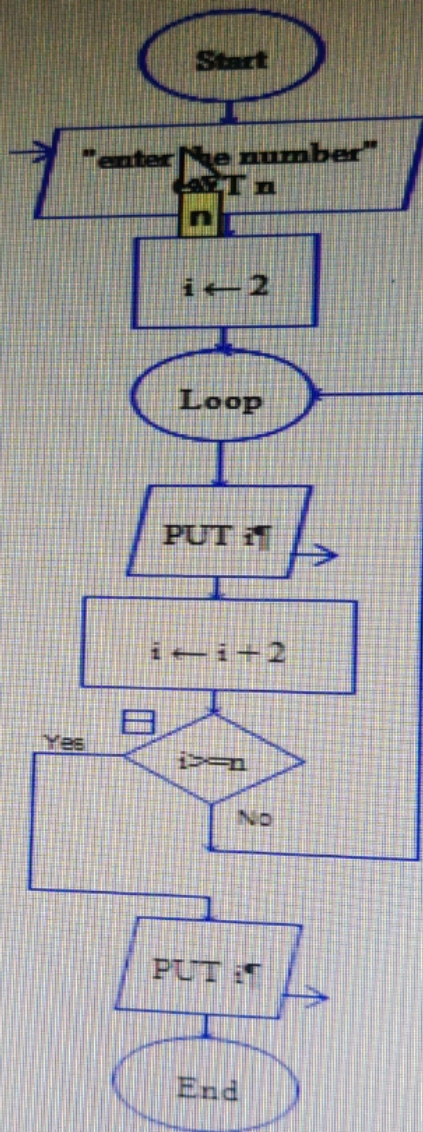 Start
"enter the number"
n
n
i ← 2
Loop
PUT i¶
i ← i + 2
Yes
i>=n
No
PUT i¶
End